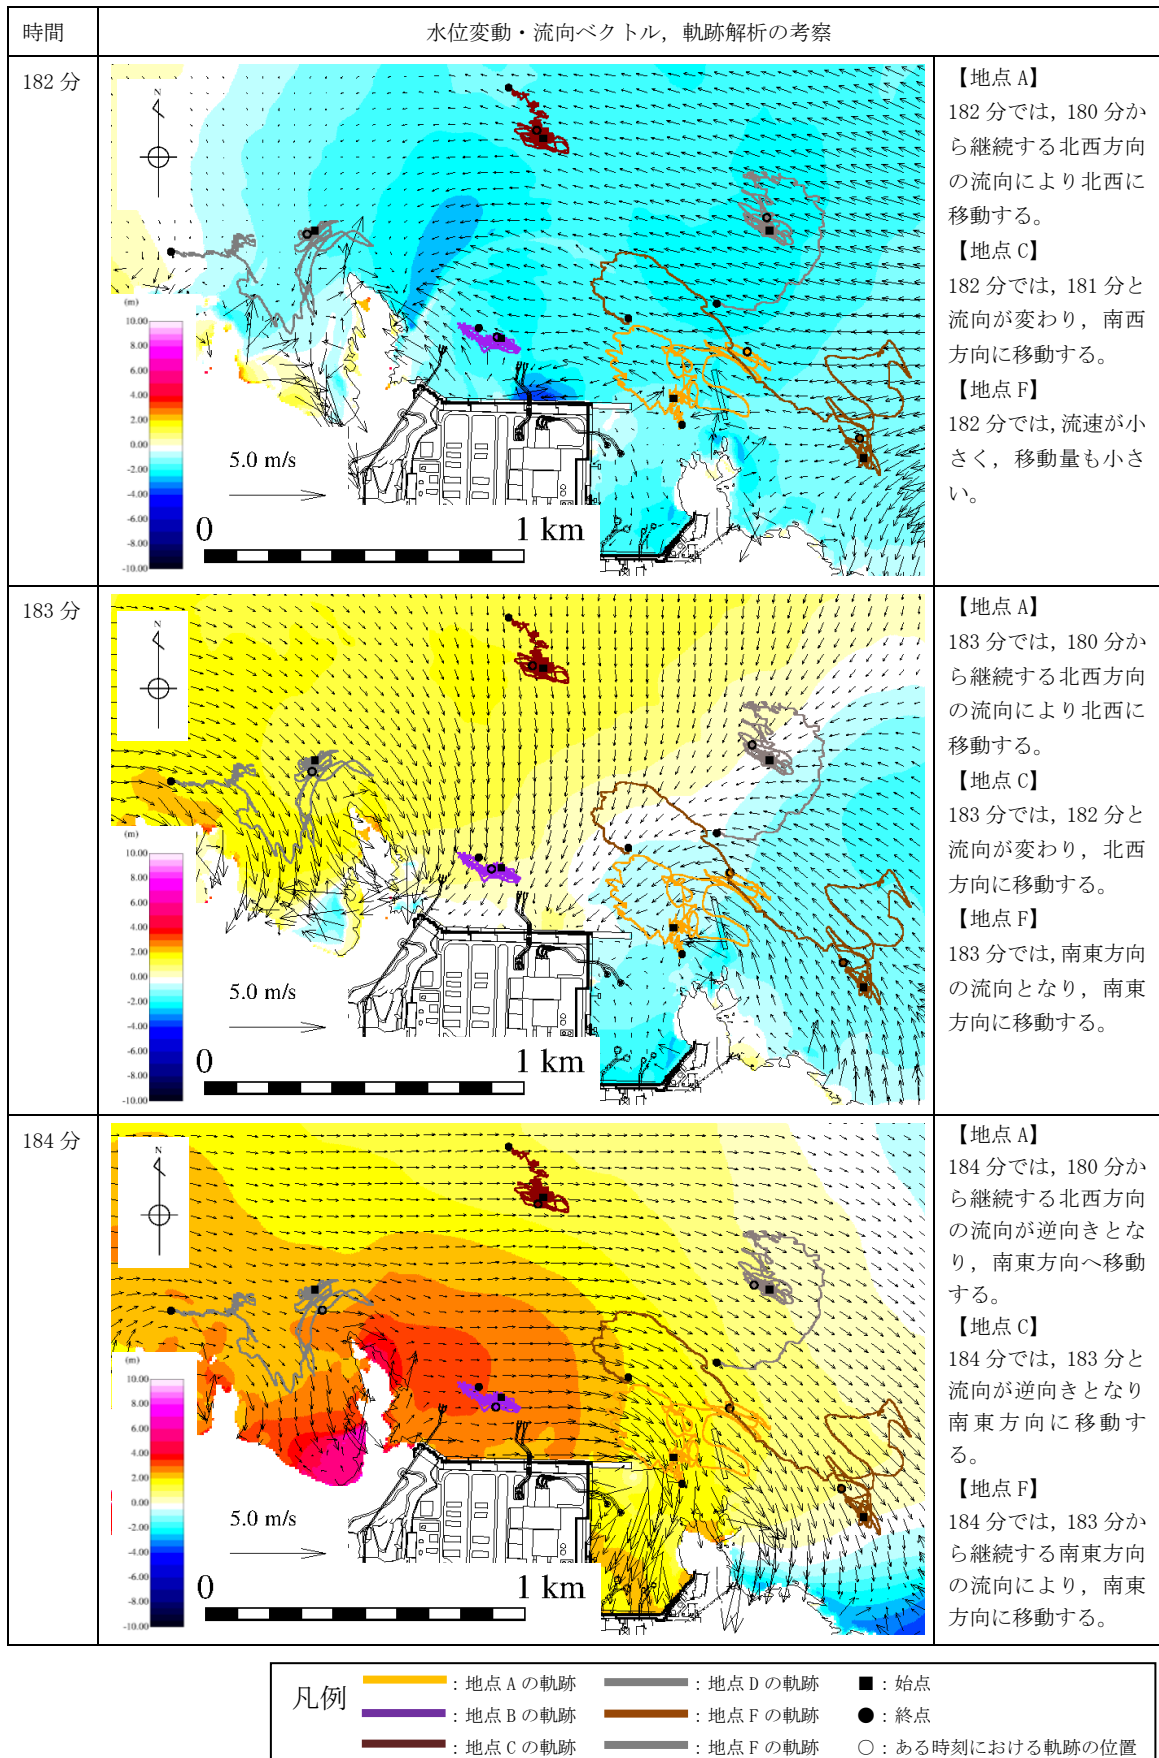 時間
水位変動・流向ベクトル，軌跡解析の考察
182 分
N
(m)
10.00
8.00
6.00
4.00
2.00
0.00
-2.00
-4.00
-6.00
-8.00
-10.00
5.0 m/s
0
1 km
【地点 A】
182 分では，180 分か
ら継続する北西方向
の流向により北西に
移動する。
【地点 C】
182 分では，181 分と
流向が変わり，南西
方向に移動する。
【地点 F】
182 分では，流速が小
さく，移動量も小さ
い。
183 分
N
(m)
10.00
8.00
6.00
4.00
2.00
0.00
-2.00
-4.00
-6.00
-8.00
-10.00
5.0 m/s
0
1 km
【地点 A】
183 分では，180 分か
ら継続する北西方向
の流向により北西に
移動する。
【地点 C】
183 分では，182 分と
流向が変わり，北西
方向に移動する。
【地点 F】
183 分では，南東方向
の流向となり，南東
方向に移動する。
184 分
N
(m)
10.00
8.00
6.00
4.00
2.00
0.00
-2.00
-4.00
-6.00
-8.00
-10.00
5.0 m/s
0
1 km
【地点 A】
184 分では，180 分か
ら継続する北西方向
の流向が逆向きとな
り，南東方向へ移動
する。
【地点 C】
184 分では，183 分と
流向が逆向きとなり
南東方向に移動す
る。
【地点 F】
184 分では，183 分か
ら継続する南東方向
の流向により，南東
方向に移動する。
凡例
：地点 A の軌跡
：地点 D の軌跡
■：始点
：地点 B の軌跡
：地点 F の軌跡
●：終点
：地点 C の軌跡
：地点 F の軌跡
○：ある時刻における軌跡の位置